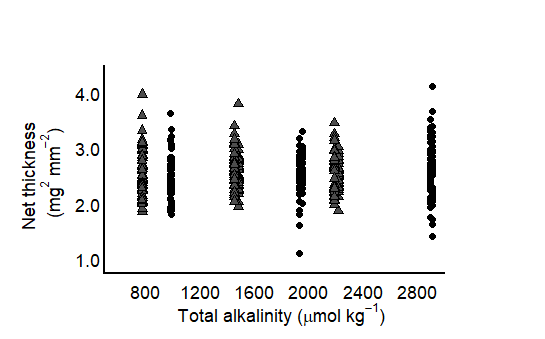 Net thickness
(mg² mm⁻²)
4.0
3.0
2.0
1.0
800 1200 1600 2000 2400 2800
Total alkalinity (μmol kg⁻¹)